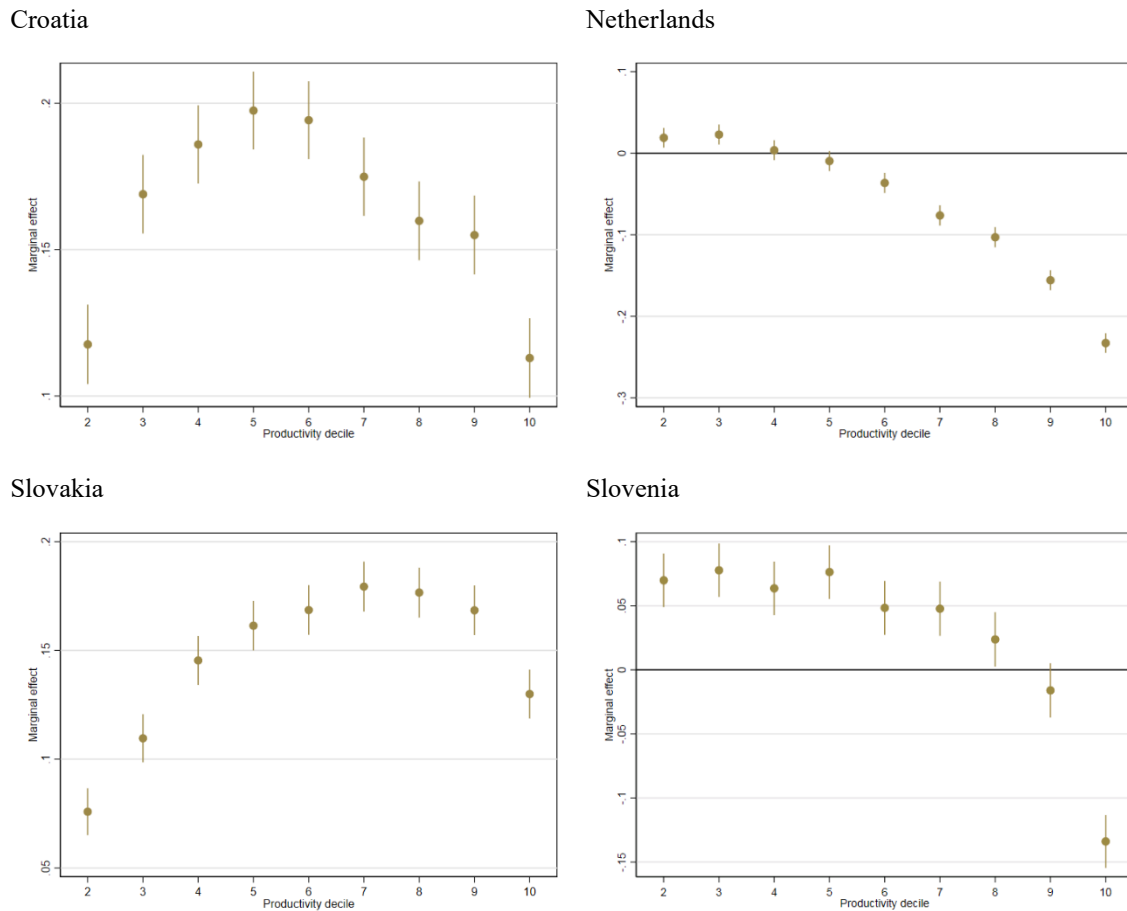 Croatia
Netherlands
.2
.15
.1
Marginal effect
2 3 4 5 6 7 8 9 10
Productivity decile
.1
0
-.1
-.2
-.3
Marginal effect
2 3 4 5 6 7 8 9 10
Productivity decile
Slovakia
Slovenia
.2
.15
.1
.05
Marginal effect
2 3 4 5 6 7 8 9 10
Productivity decile
.1
.05
0
-.05
-.1
-.15
Marginal effect
2 3 4 5 6 7 8 9 10
Productivity decile